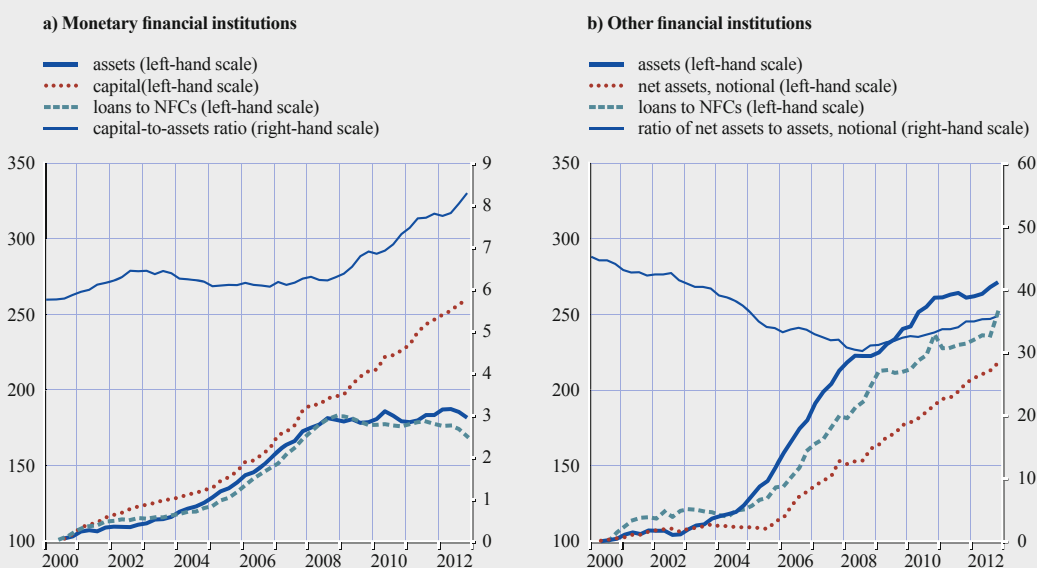 a) Monetary financial institutions
assets (left-hand scale)
capital(left-hand scale)
loans to NFCs (left-hand scale)
capital-to-assets ratio (right-hand scale)
350 9
8
300
7
6
250
5
200 4
3
150 2
1
100 0
2000 2002 2004 2006 2008 2010 2012
b) Other financial institutions
assets (left-hand scale)
net assets, notional (left-hand scale)
loans to NFCs (left-hand scale)
ratio of net assets to assets, notional (right-hand scale)
350 60
300 50
40
250
30
200
20
150
10
100 0
2000 2002 2004 2006 2008 2010 2012